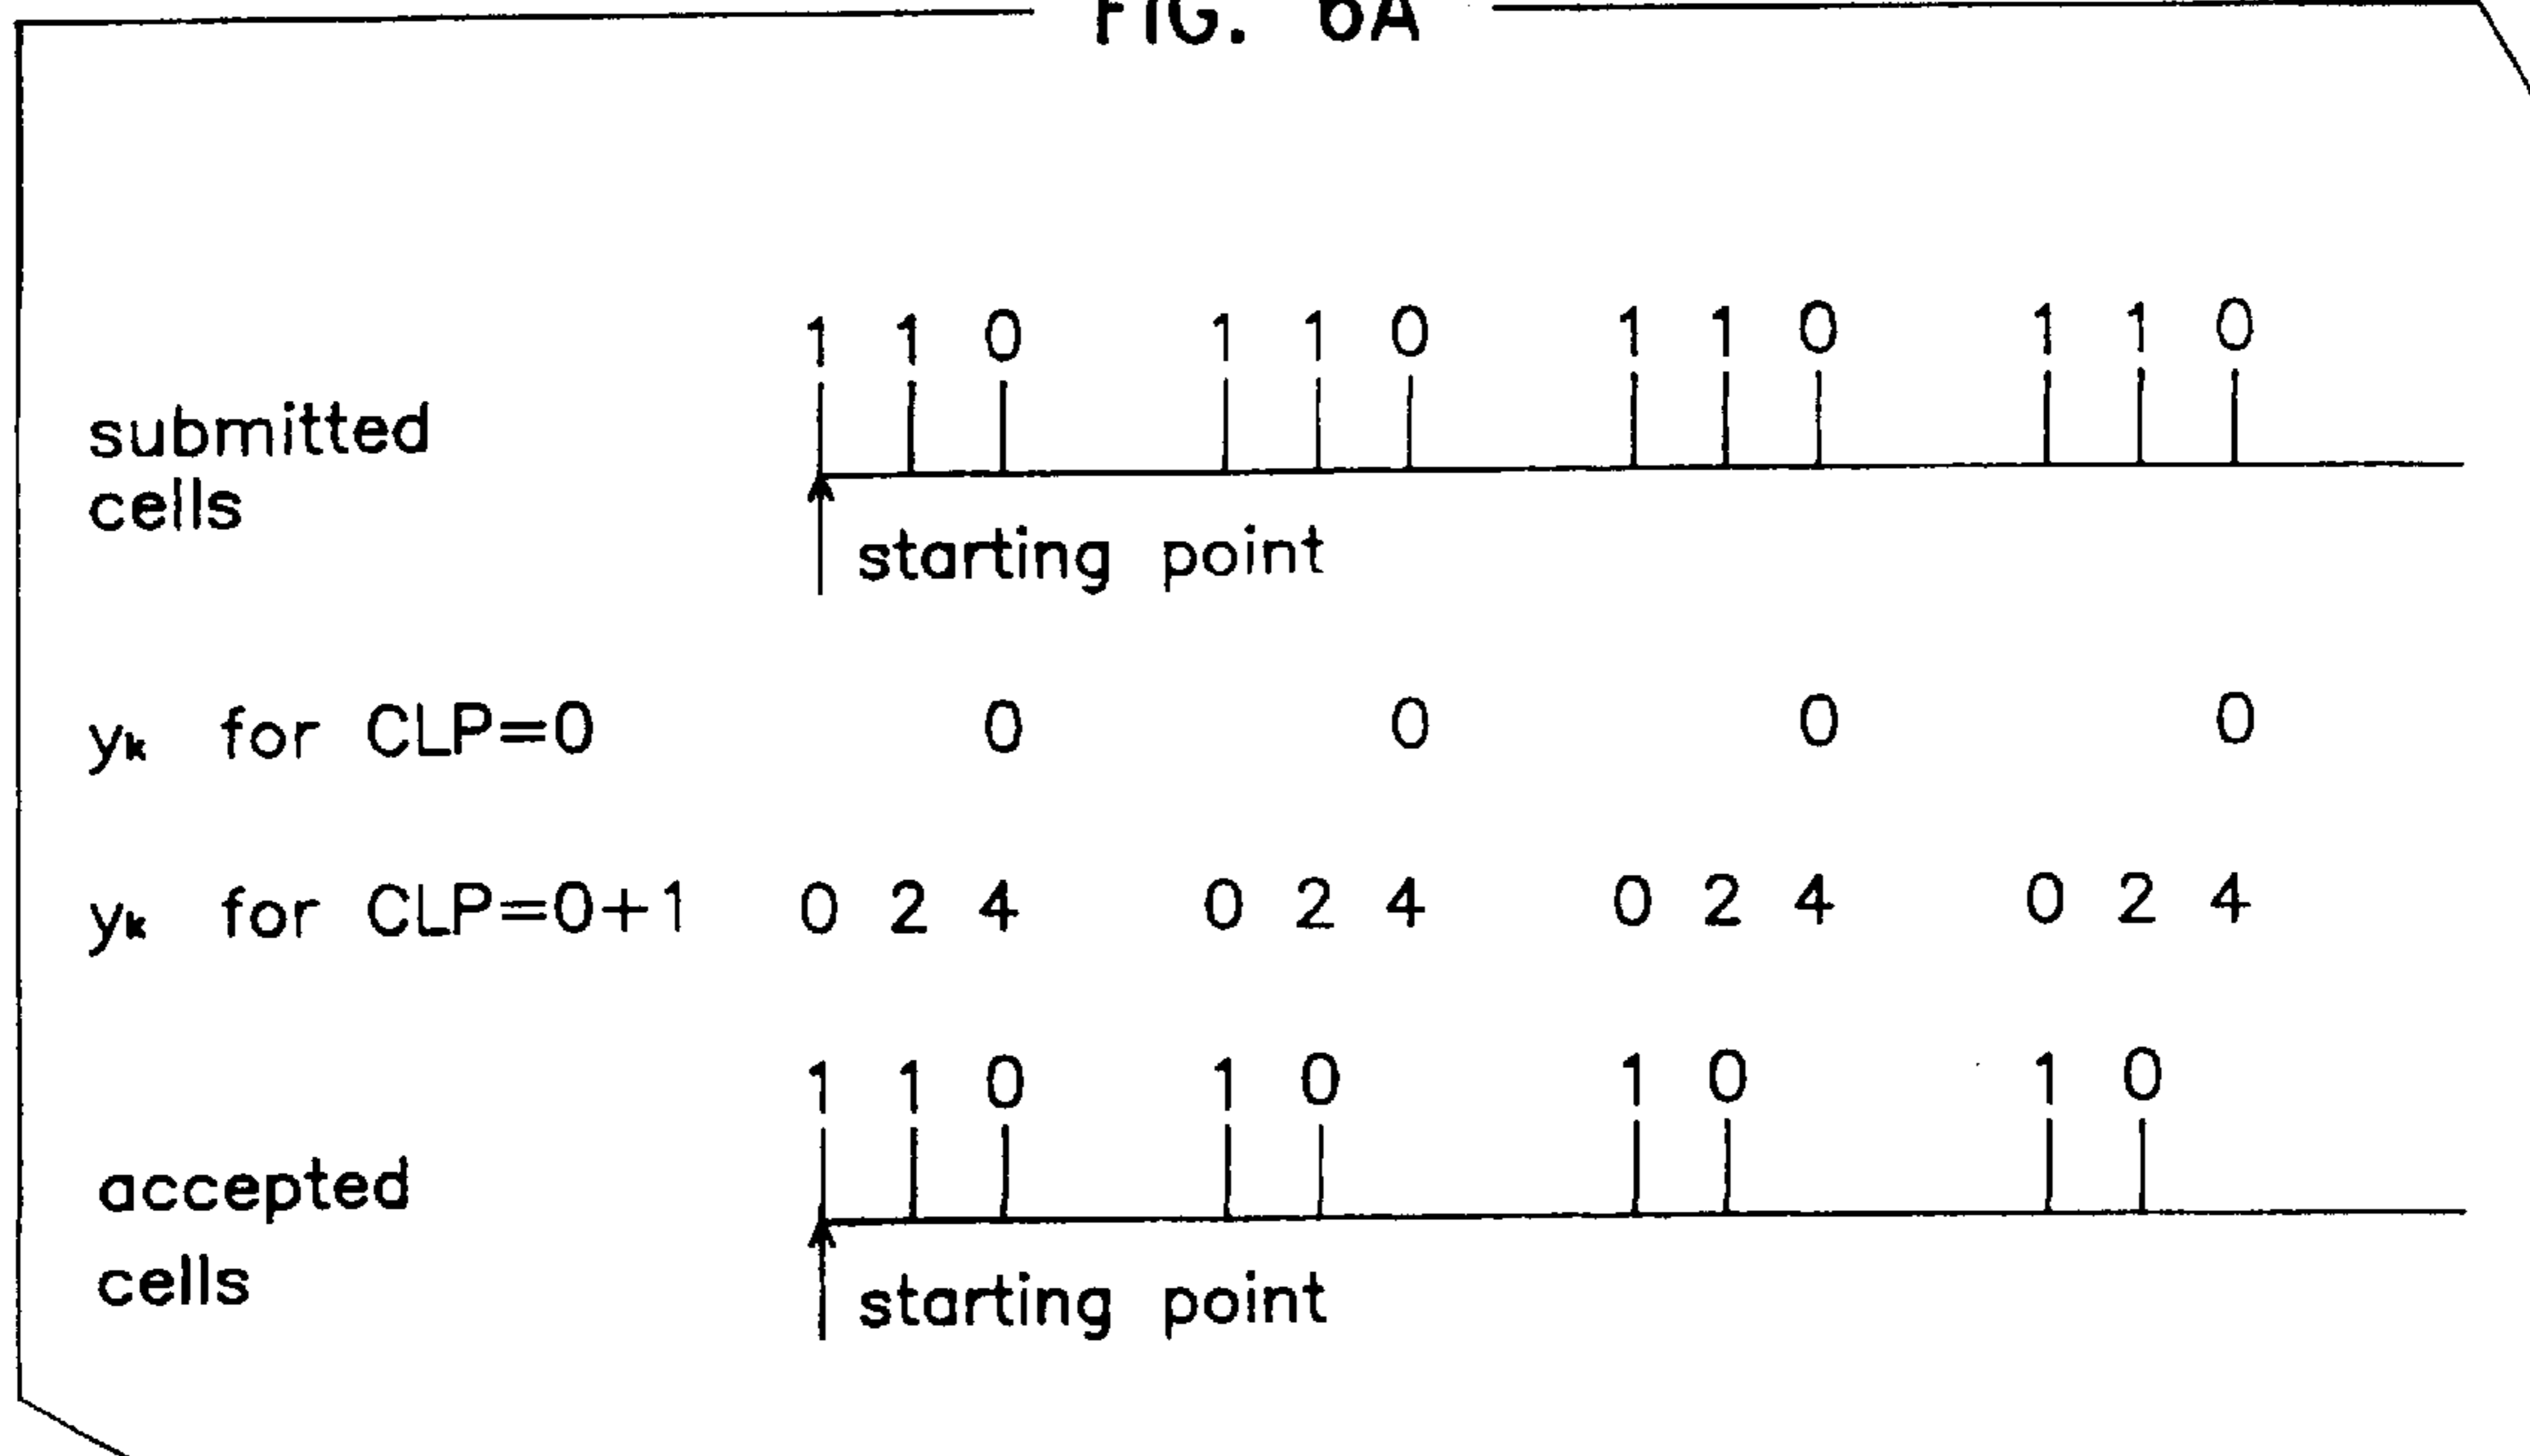 FIG. 6A
1 1 0 1 1 0 1 1 0 1 1 0
submitted
cells
starting point
yk for CLP=0 0 0 0 0
yk for CLP=0+1 0 2 4 0 2 4 0 2 4 0 2 4
1 1 0 1 0 1 0 1 0
accepted
cells
starting point